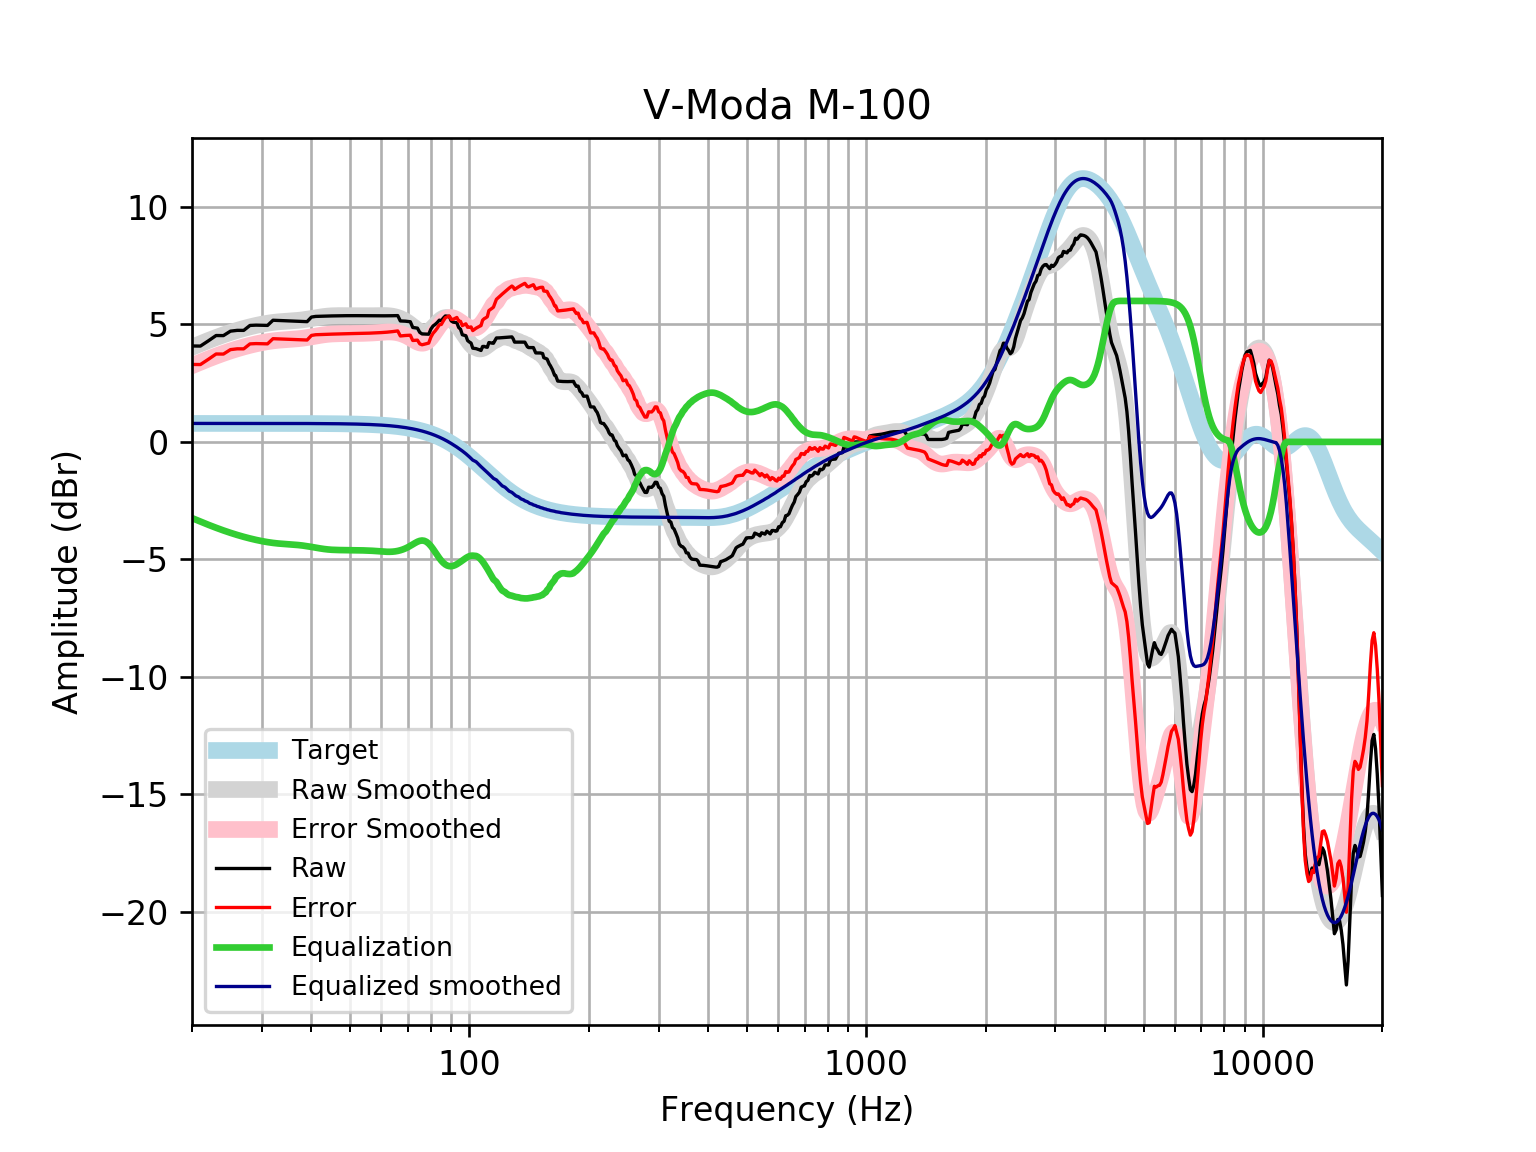 V-Moda M-100
10
5
0
−5
−10
−15
−20
Amplitude (dBr)
Target
Raw Smoothed
Error Smoothed
Raw
Error
Equalization
Equalized smoothed
100
1000
10000
Frequency (Hz)